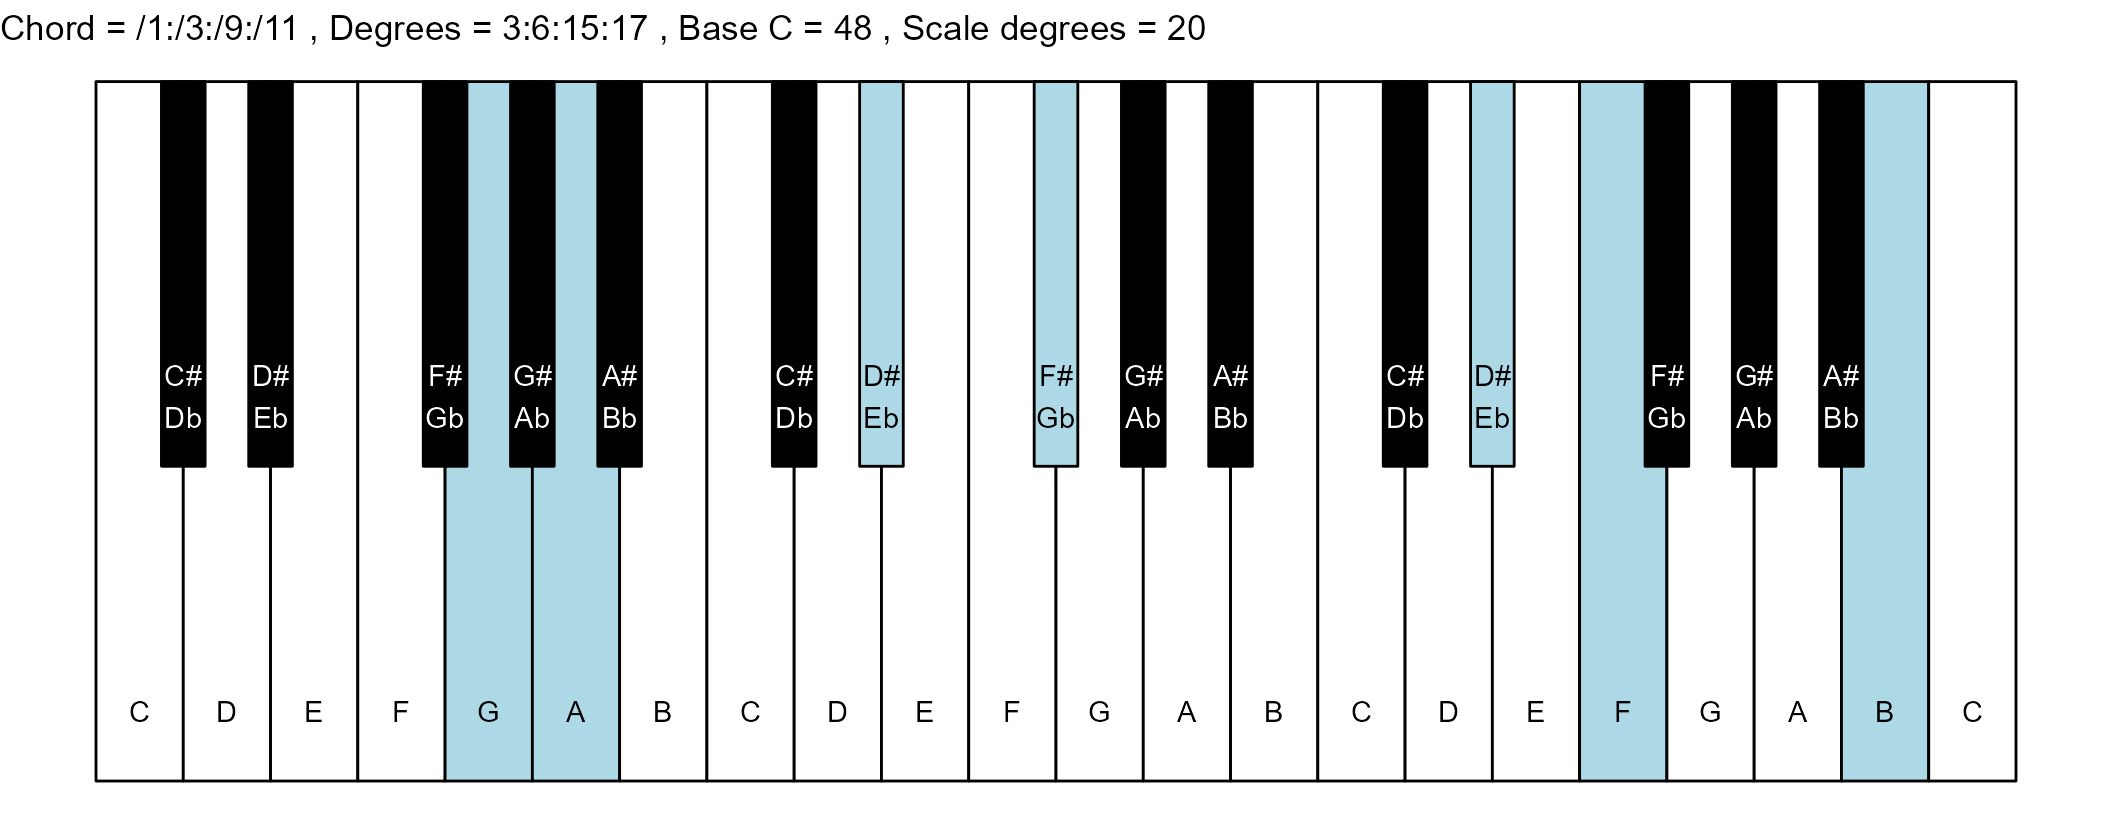 Chord = /1:/3:/9:/11 , Degrees = 3:6:15:17 , Base C = 48 , Scale degrees = 20
C# D# F# G# A# C# D# F# G# A# C# D# F# G# A#
Db Eb Gb Ab Bb Db Eb Gb Ab Bb Db Eb Gb Ab Bb
C D E F G A B C D E F G A B C D E F G A B C